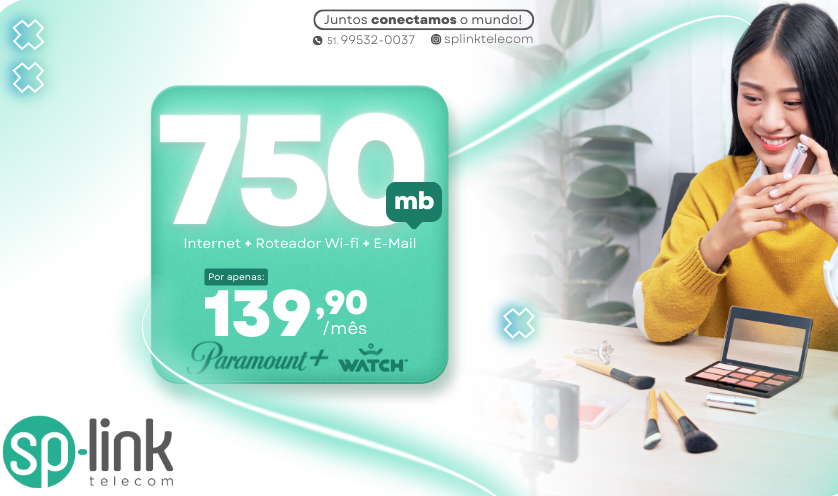 Juntos conectamos o mundo!
51. 99532-0037 splinktelecom
750
mb
Internet + Roteador Wi-fi + E-Mail
Por apenas:
139,90
/mês
Paramount+ WATCH
sp-link
telecom